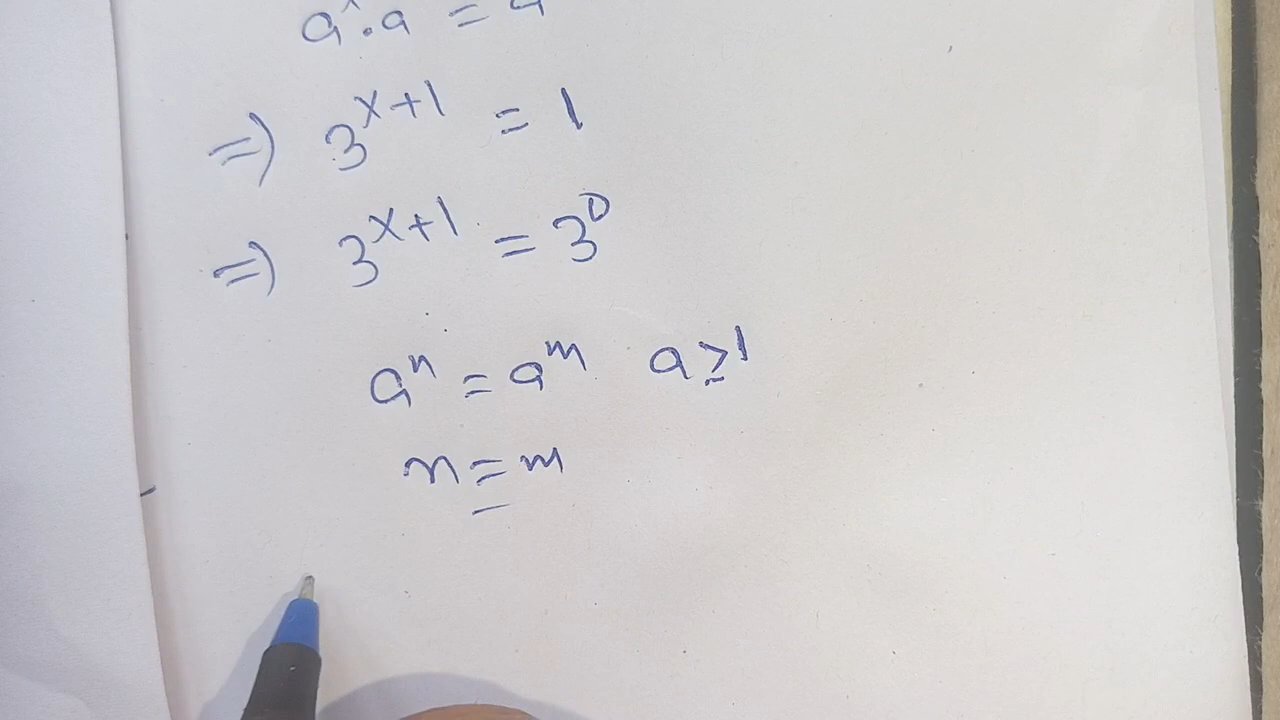 a^x . a =
=> 3^x+1 = 1
=> 3^x+1 = 3^0
a^n = a^m a ≥ 1
n = m